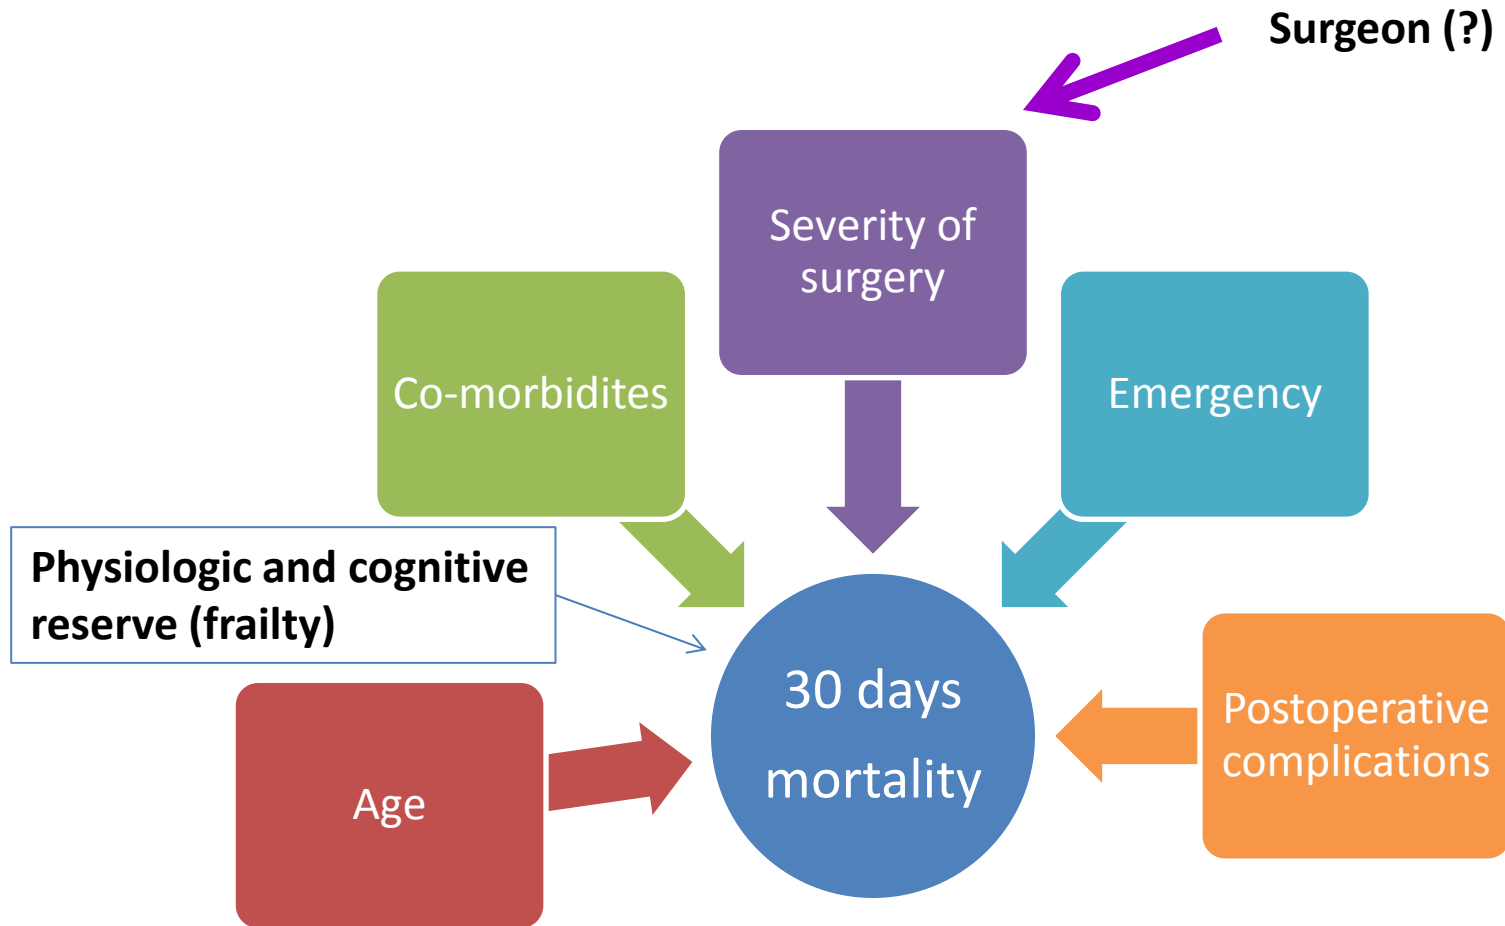 Surgeon (?)
Severity of
surgery
Co-morbidites
Emergency
Physiologic and cognitive
reserve (frailty)
30 days
mortality
Postoperative
complications
Age